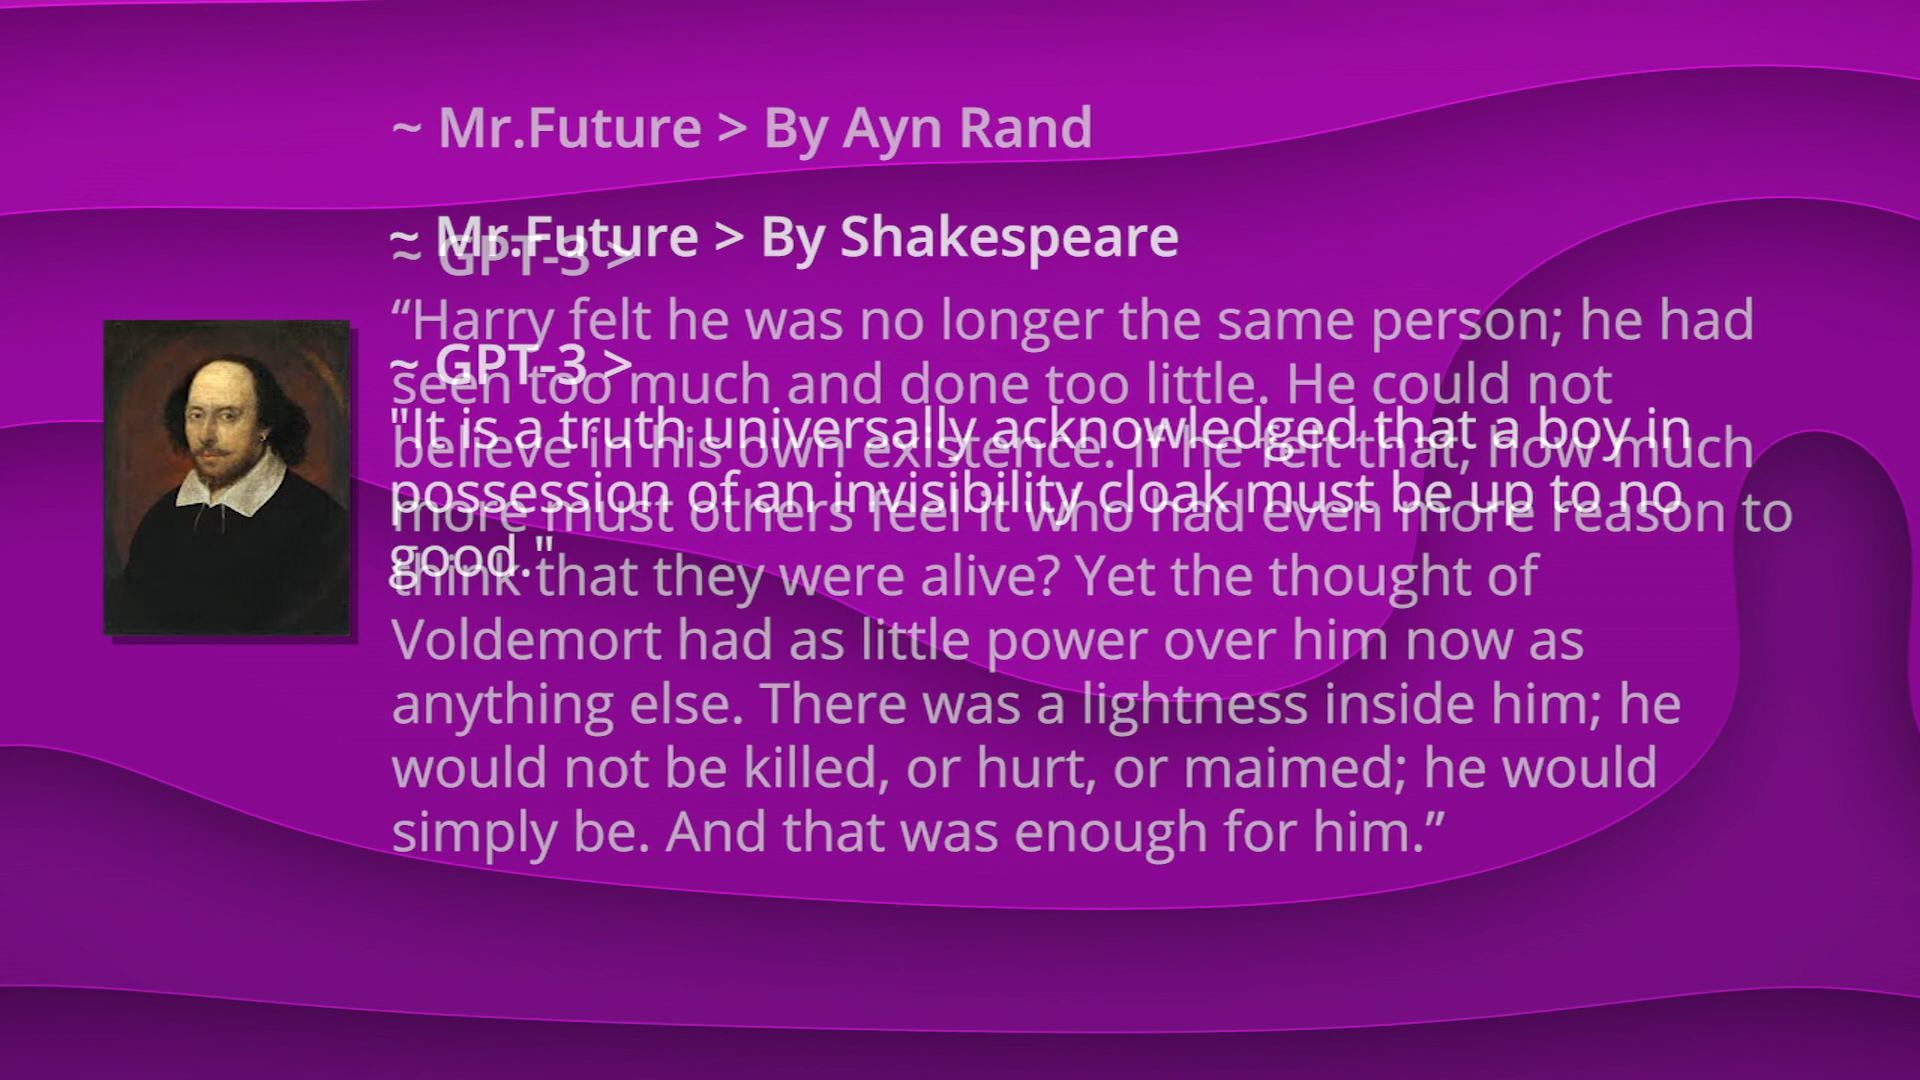 ~ Mr.Future > By Ayn Rand
~ GPT-3 >
“Harry felt he was no longer the same person; he had
seen too much and done too little. He could not
believe in his own existence. If he felt that, how much
more must others feel it who had even more reason to
think that they were alive? Yet the thought of
Voldemort had as little power over him now as
anything else. There was a lightness inside him; he
would not be killed, or hurt, or maimed; he would
simply be. And that was enough for him.”
~ Mr.Future > By Shakespeare
~ GPT-3 >
"It is a truth universally acknowledged that a boy in
possession of an invisibility cloak must be up to no
good."